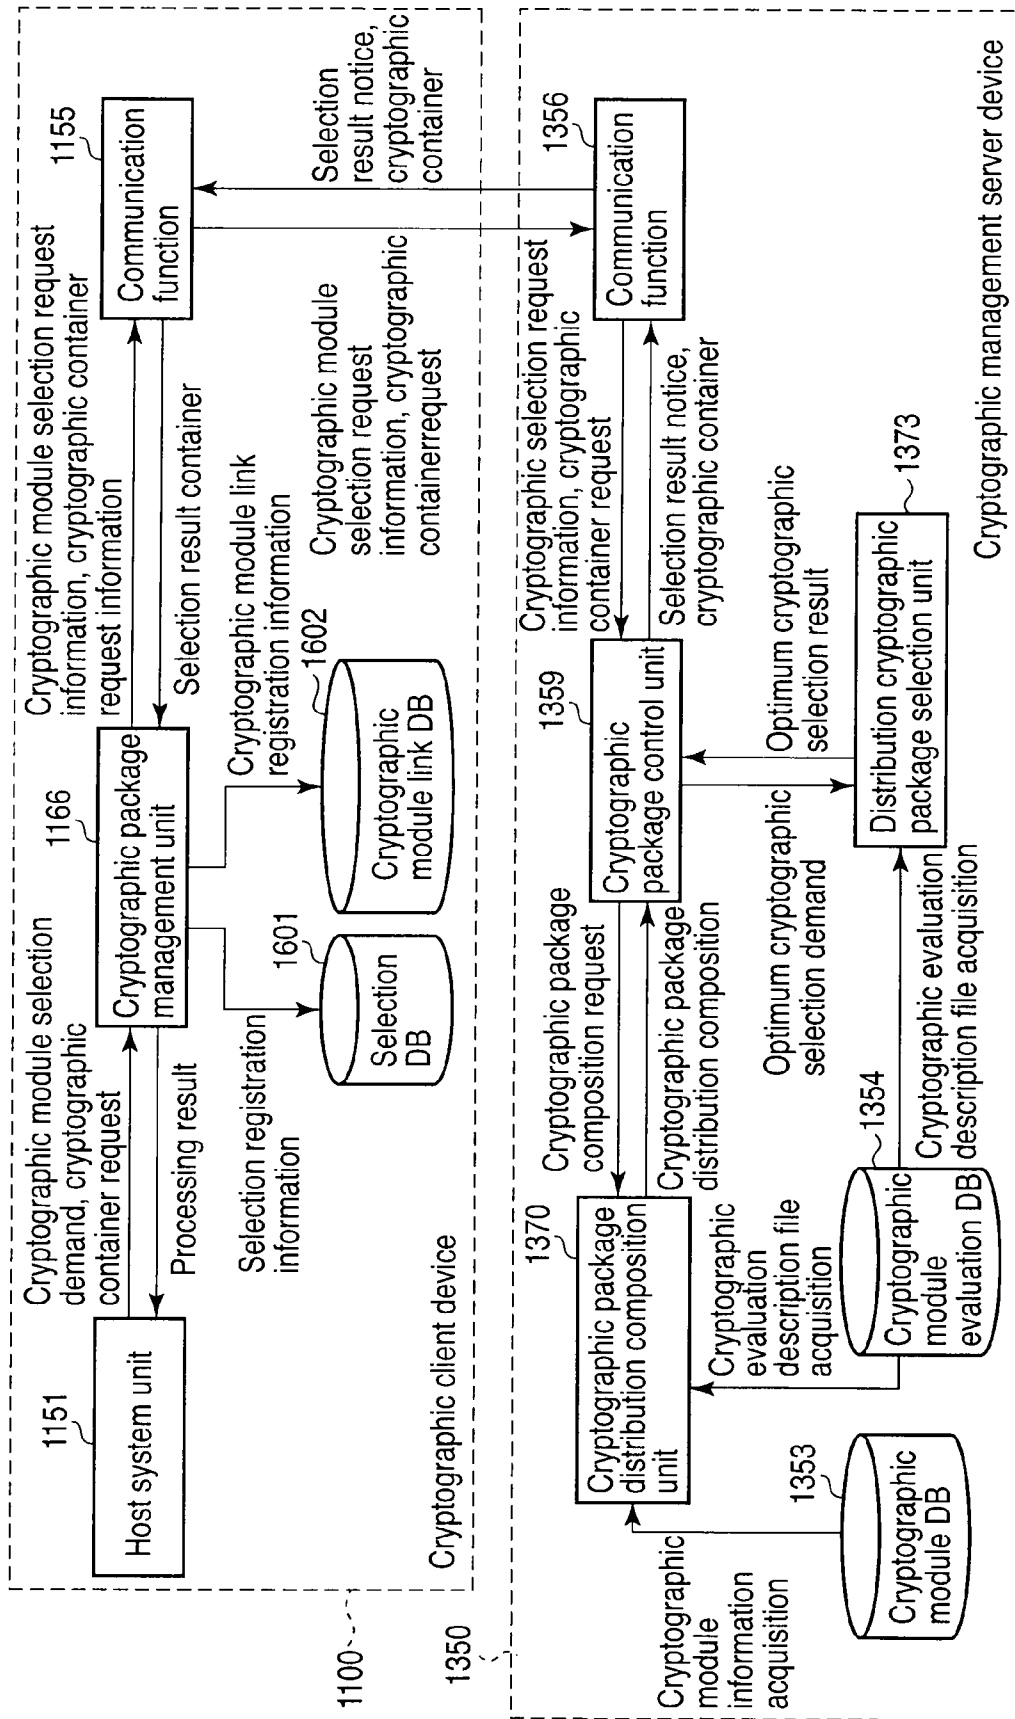 1100
Cryptographic client device
1151
Host system unit
Cryptographic module selection
demand, cryptographic
container request
Processing result
1166
Cryptographic package
management unit
Cryptographic module selection request
information, cryptographic container
request information
Selection result container
1155
Communication
function
Selection registration
information
1601
Selection
DB
Cryptographic module link
registration information
1602
Cryptographic
module link DB
Cryptographic module
selection request
information, cryptographic
containerrequest
Selection
result notice,
cryptographic
container
1350
Cryptographic management server device
1370
Cryptographic package
distribution composition
unit
Cryptographic package
composition request
Cryptographic package
distribution composition
1359
Cryptographic
package control unit
Cryptographic selection request
information, cryptographic
container request
Selection result notice,
cryptographic container
1356
Communication
function
Cryptographic
module
information
acquisition
1353
Cryptographic
module DB
Cryptographic
evaluation
description file
acquisition
1354
Cryptographic
module
evaluation DB
Cryptographic evaluation
description file acquisition
Optimum cryptographic
selection demand
Optimum cryptographic
selection result
1373
Distribution cryptographic
package selection unit